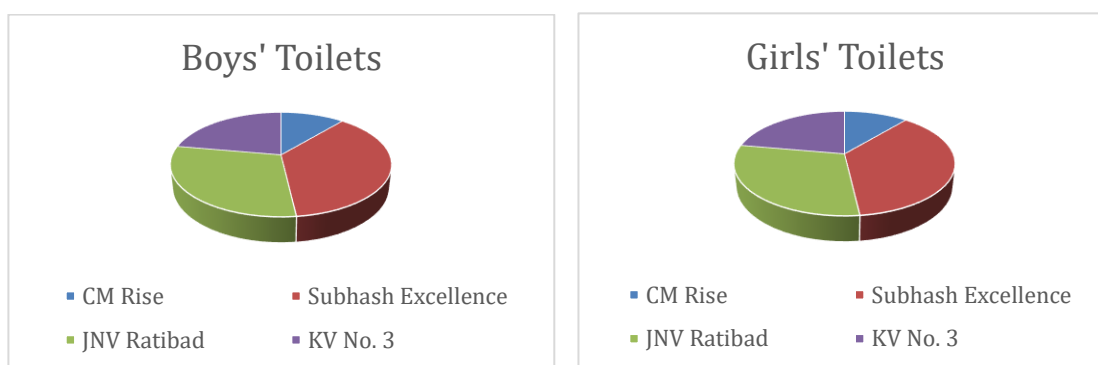 Boys' Toilets
CM Rise
Subhash Excellence
JNV Ratibad
KV No. 3
Girls' Toilets
CM Rise
Subhash Excellence
JNV Ratibad
KV No. 3